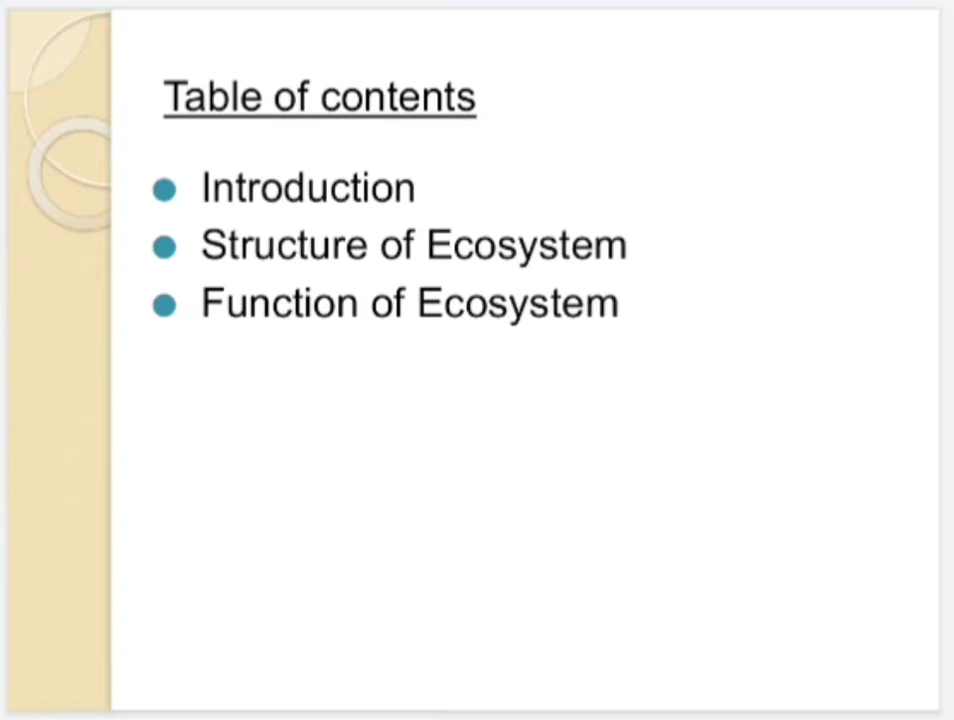 Table of contents
Introduction
Structure of Ecosystem
Function of Ecosystem